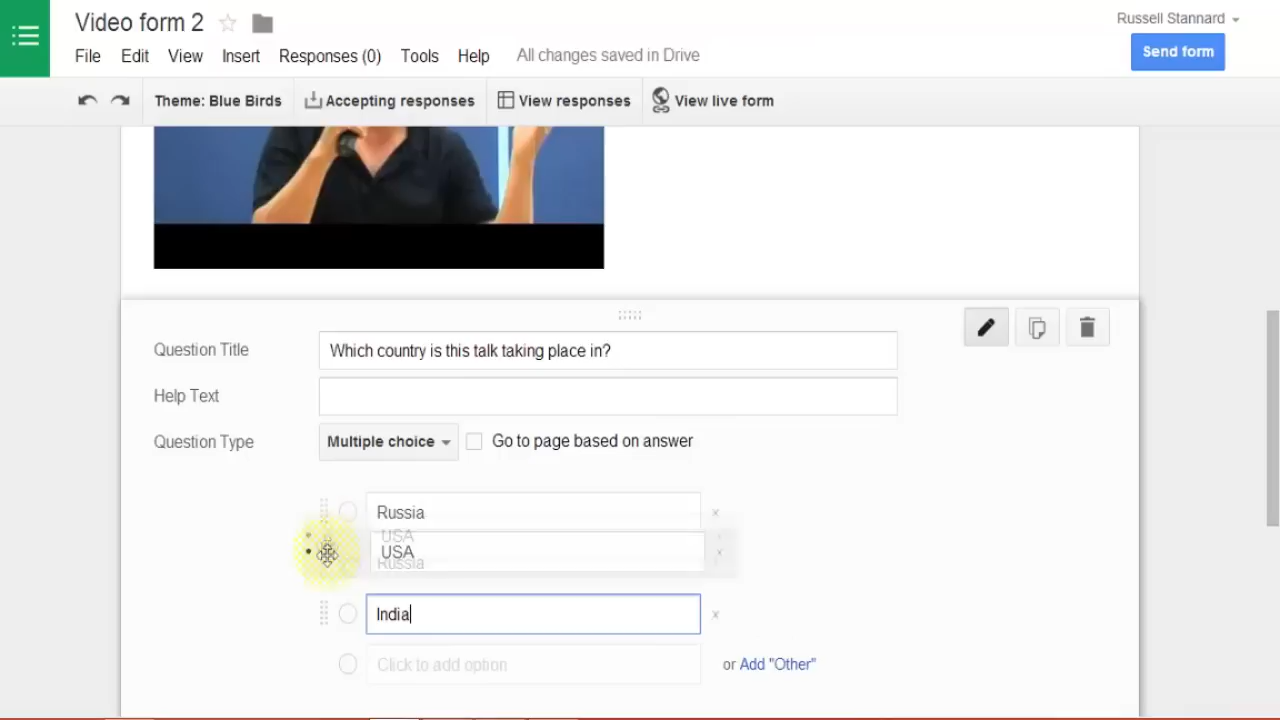 Video form 2
Russell Stannard
File Edit View Insert Responses (0) Tools Help All changes saved in Drive
Send form
Theme: Blue Birds Accepting responses View responses View live form
Question Title Which country is this talk taking place in?
Help Text
Question Type Multiple choice Go to page based on answer
Russia x
USA
USA x
Russia
India x
Click to add option or Add "Other"